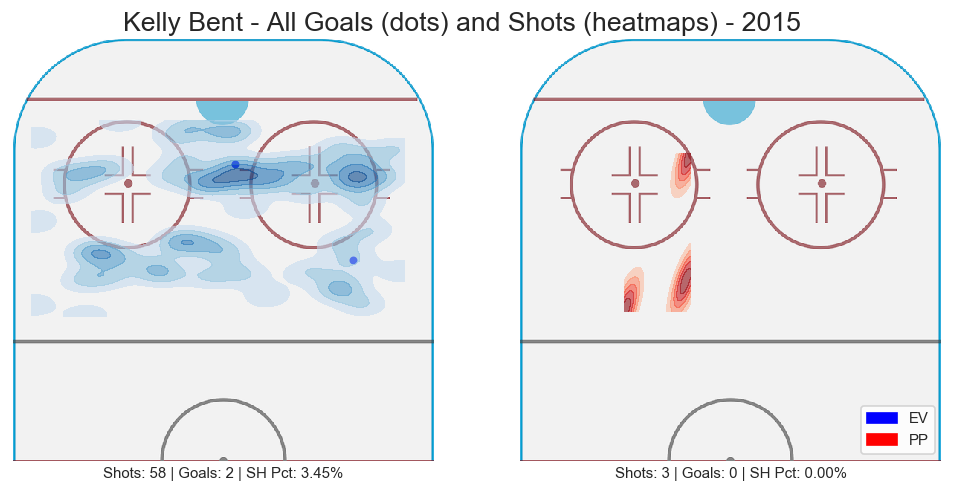 Kelly Bent - All Goals (dots) and Shots (heatmaps) - 2015
EV
PP
Shots: 58 | Goals: 2 | SH Pct: 3.45%
Shots: 3 | Goals: 0 | SH Pct: 0.00%